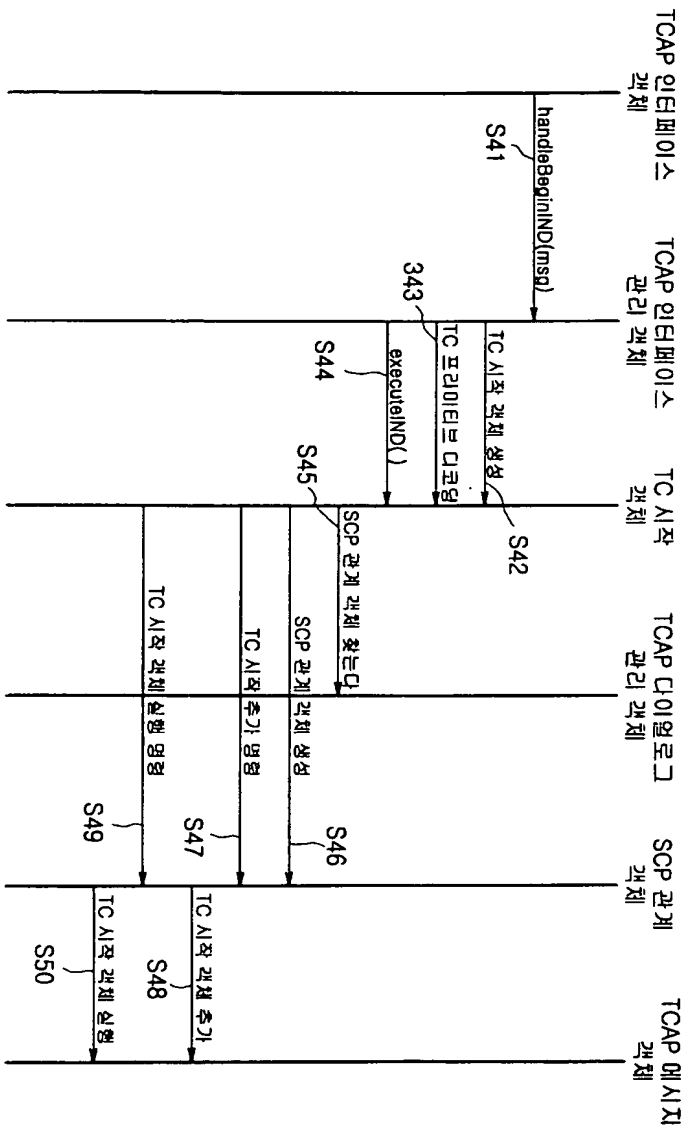 TCAP 인터페이스
객체
TCAP 인터페이스
관리 객체
TC 시작
객체
TCAP 다이얼로그
관리 객체
SCP 관계
객체
TCAP 메시지
객체
handleBeginIND(msg)
S41
TC 시작 객체 생성
S42
TC 프리미티브 디코딩
343
executeIND()
S44
SCP 관계 객체 찾는다
S45
SCP 관계 객체 생성
S46
TC 시작 추가 명령
S47
TC 시작 객체 추가
S48
TC 시작 객체 실행 명령
S49
TC 시작 객체 실행
S50